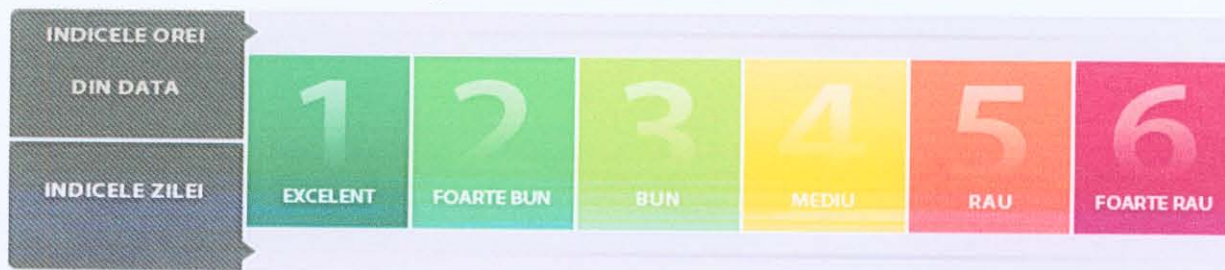 INDICELE OREI
DIN DATA
INDICELE ZILEI
1
EXCELENT
2
FOARTE BUN
3
BUN
4
MEDIU
5
RAU
6
FOARTE RAU